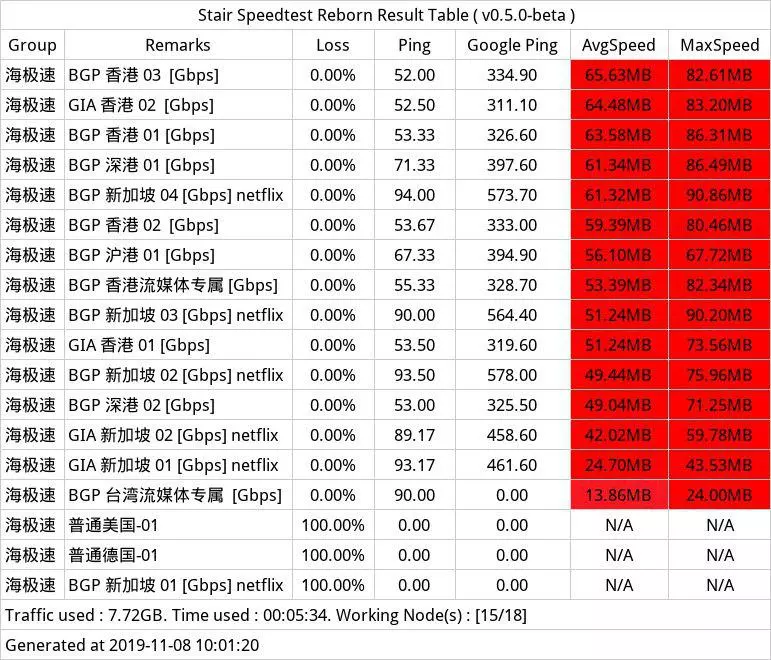 Stair Speedtest Reborn Result Table ( v0.5.0-beta )
Group Remarks Loss Ping Google Ping AvgSpeed MaxSpeed
海极速 BGP 香港 03 [Gbps] 0.00% 52.00 334.90 65.63MB 82.61MB
海极速 GIA 香港 02 [Gbps] 0.00% 52.50 311.10 64.48MB 83.20MB
海极速 BGP 香港 01 [Gbps] 0.00% 53.33 326.60 63.58MB 86.31MB
海极速 BGP 深港 01 [Gbps] 0.00% 71.33 397.60 61.34MB 86.49MB
海极速 BGP 新加坡 04 [Gbps] netflix 0.00% 94.00 573.70 61.32MB 90.86MB
海极速 BGP 香港 02 [Gbps] 0.00% 53.67 333.00 59.39MB 80.46MB
海极速 BGP 沪港 01 [Gbps] 0.00% 67.33 394.90 56.10MB 67.72MB
海极速 BGP 香港流媒体专属 [Gbps] 0.00% 55.33 328.70 53.39MB 82.34MB
海极速 BGP 新加坡 03 [Gbps] netflix 0.00% 90.00 564.40 51.24MB 90.20MB
海极速 GIA 香港 01 [Gbps] 0.00% 53.50 319.60 51.24MB 73.56MB
海极速 BGP 新加坡 02 [Gbps] netflix 0.00% 93.50 578.00 49.44MB 75.96MB
海极速 BGP 深港 02 [Gbps] 0.00% 53.00 325.50 49.04MB 71.25MB
海极速 GIA 新加坡 02 [Gbps] netflix 0.00% 89.17 458.60 42.02MB 59.78MB
海极速 GIA 新加坡 01 [Gbps] netflix 0.00% 93.17 461.60 24.70MB 43.53MB
海极速 BGP 台湾流媒体专属 [Gbps] 0.00% 90.00 0.00 13.86MB 24.00MB
海极速 普通美国-01 100.00% 0.00 0.00 N/A N/A
海极速 普通德国-01 100.00% 0.00 0.00 N/A N/A
海极速 BGP 新加坡 01 [Gbps] netflix 100.00% 0.00 0.00 N/A N/A
Traffic used : 7.72GB. Time used : 00:05:34. Working Node(s) : [15/18]
Generated at 2019-11-08 10:01:20